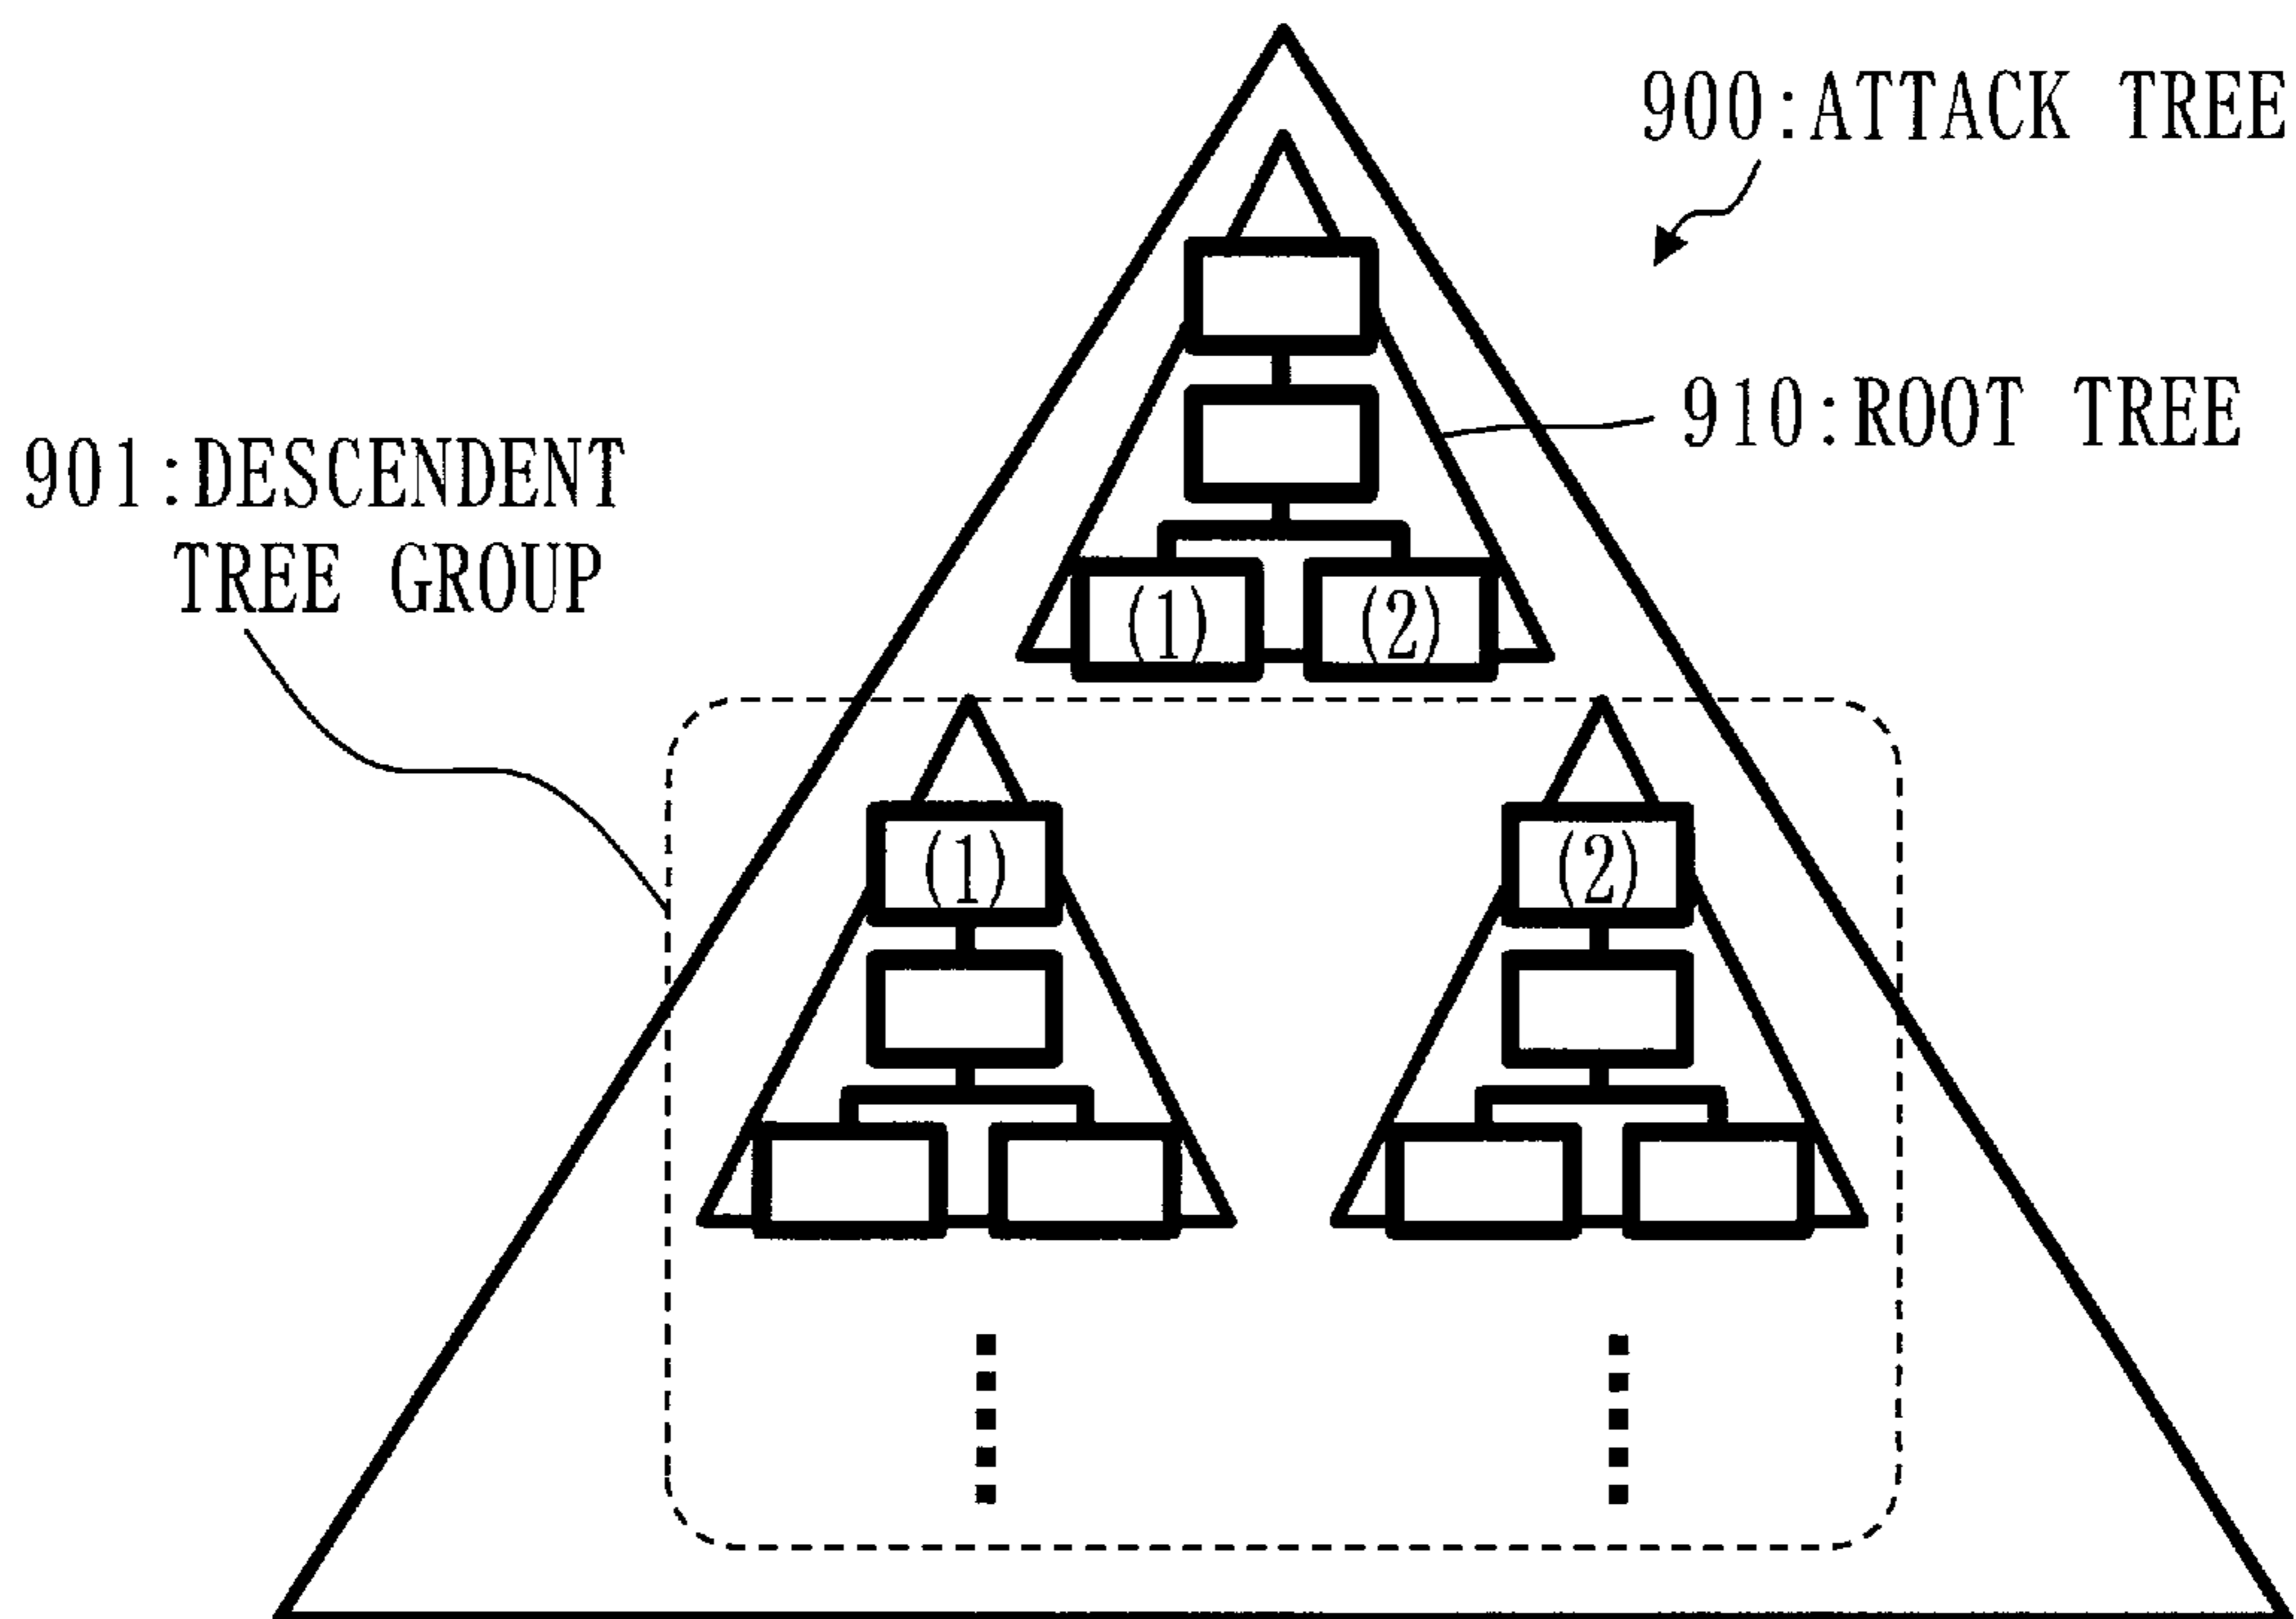 900:ATTACK TREE
910:ROOT TREE
901:DESCENDENT
TREE GROUP
(1) (2)
(1) (2)